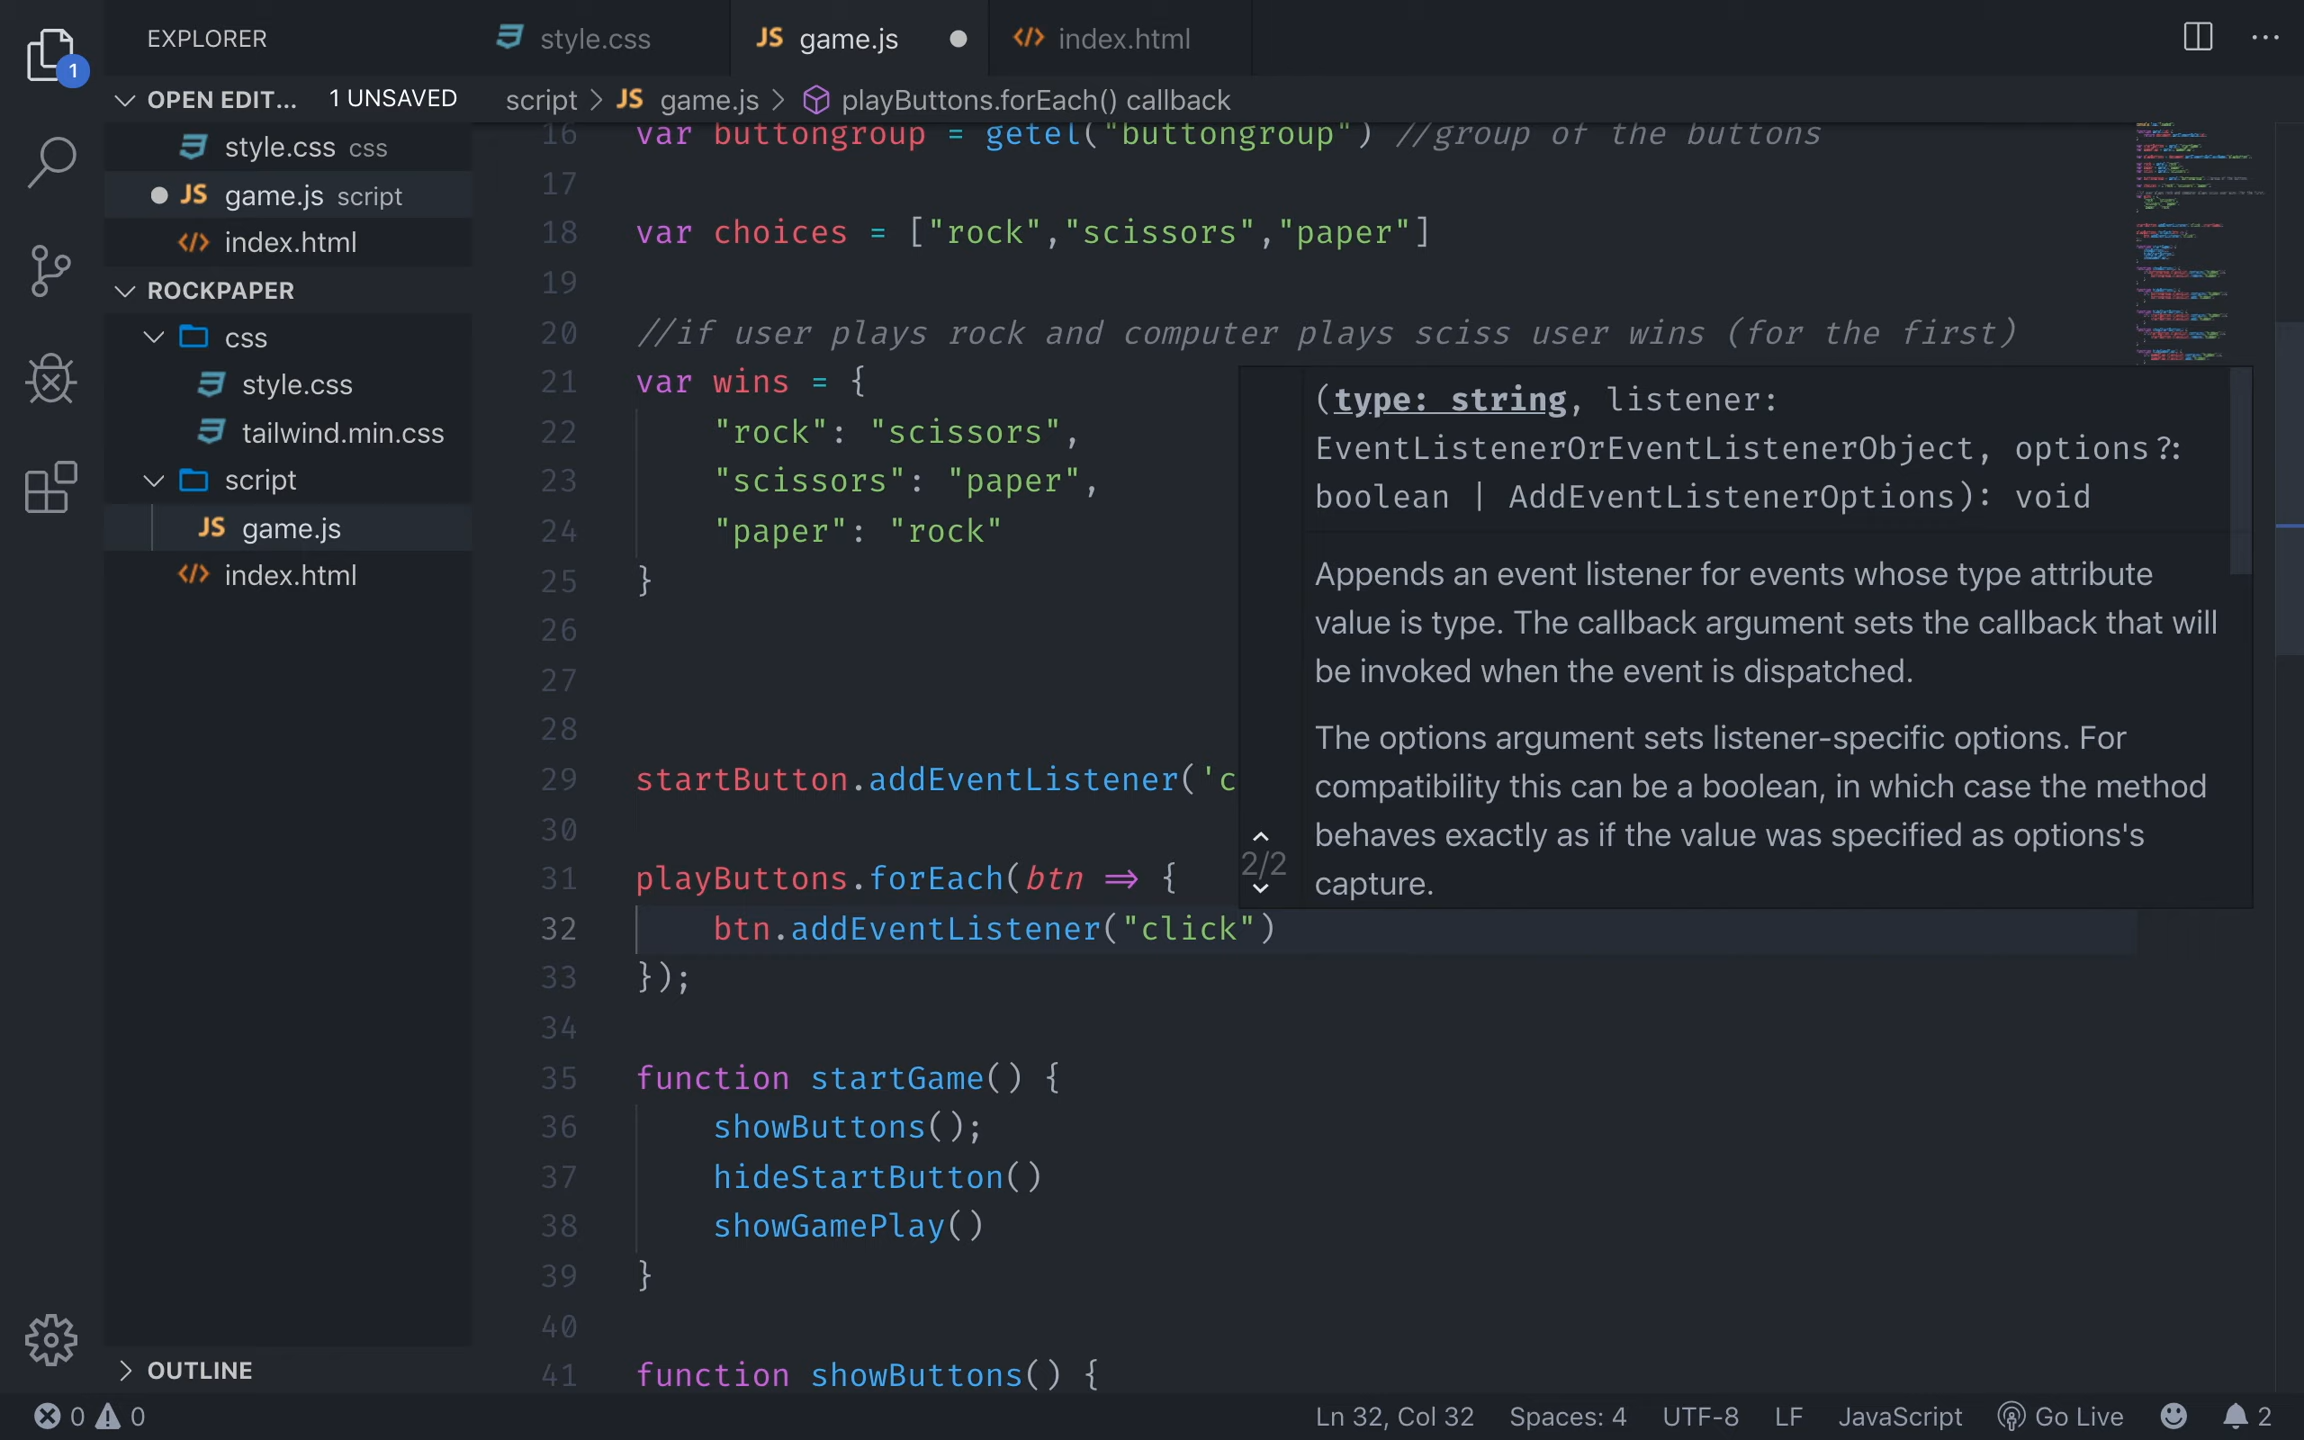 EXPLORER
style.css
JS game.js
index.html
1
OPEN EDIT... 1 UNSAVED
script > JS game.js > playButtons.forEach() callback
style.css css
JS game.js script
index.html
ROCKPAPER
css
style.css
tailwind.min.css
script
JS game.js
index.html
16 var buttongroup = getel("buttongroup") //group of the buttons
17
18 var choices = ["rock","scissors","paper"]
19
20 //if user plays rock and computer plays sciss user wins (for the first)
21 var wins = {
22 "rock": "scissors",
23 "scissors": "paper",
24 "paper": "rock"
25 }
26
27
28
29 startButton.addEventListener('c
30
31 playButtons.forEach(btn => {
32 btn.addEventListener("click")
33 });
34
35 function startGame() {
36 showButtons();
37 hideStartButton()
38 showGamePlay()
39 }
40
41 function showButtons() {
(type: string, listener:
EventListenerOrEventListenerObject, options?:
boolean | AddEventListenerOptions): void
Appends an event listener for events whose type attribute
value is type. The callback argument sets the callback that will
be invoked when the event is dispatched.
The options argument sets listener-specific options. For
compatibility this can be a boolean, in which case the method
behaves exactly as if the value was specified as options's
capture.
2/2
OUTLINE
0 0
Ln 32, Col 32 Spaces: 4 UTF-8 LF JavaScript Go Live 2